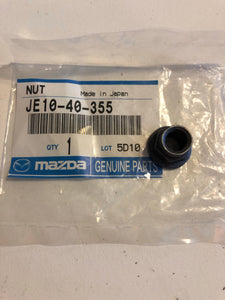 NUT Made in Japan
JE10-40-355
QTY 1 LOT 5D10
mazda GENUINE PARTS